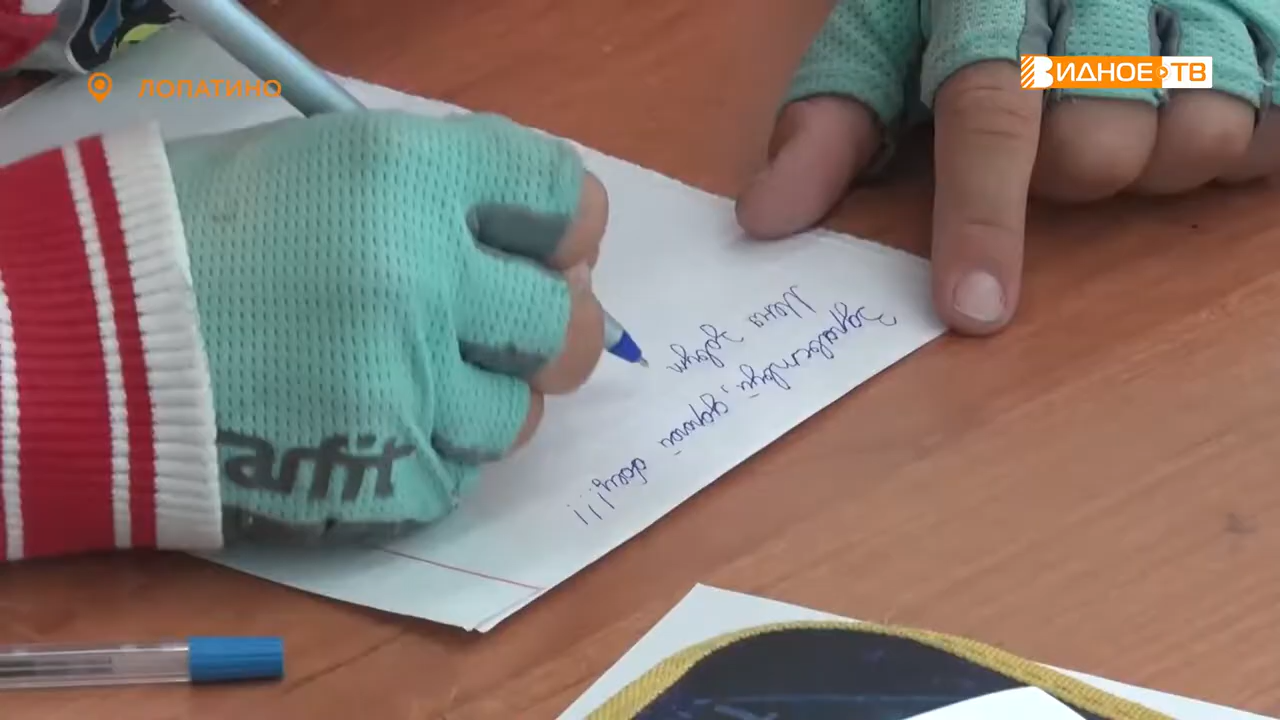 ЛОПАТИНО
ВИДНОЕ ТВ
Здравствуй, дорогой боец!!!
Меня зовут
arfit